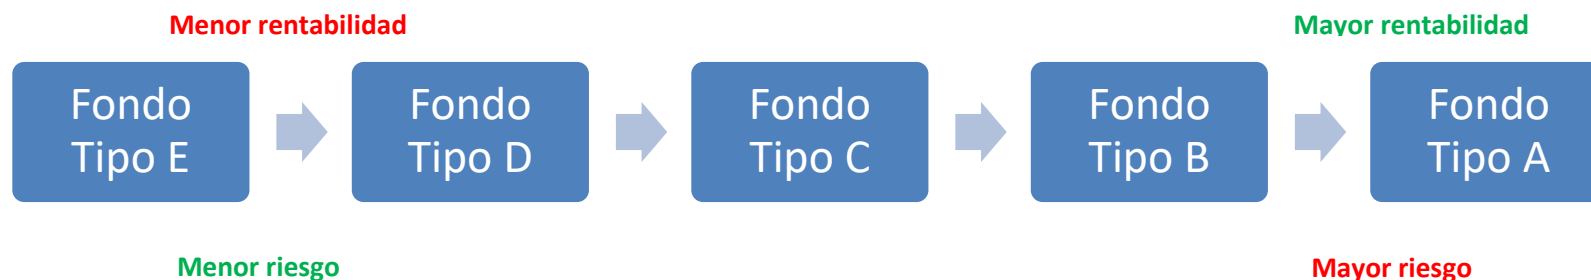 Menor rentabilidad
Mayor rentabilidad
Fondo
Tipo E
Fondo
Tipo D
Fondo
Tipo C
Fondo
Tipo B
Fondo
Tipo A
Menor riesgo
Mayor riesgo